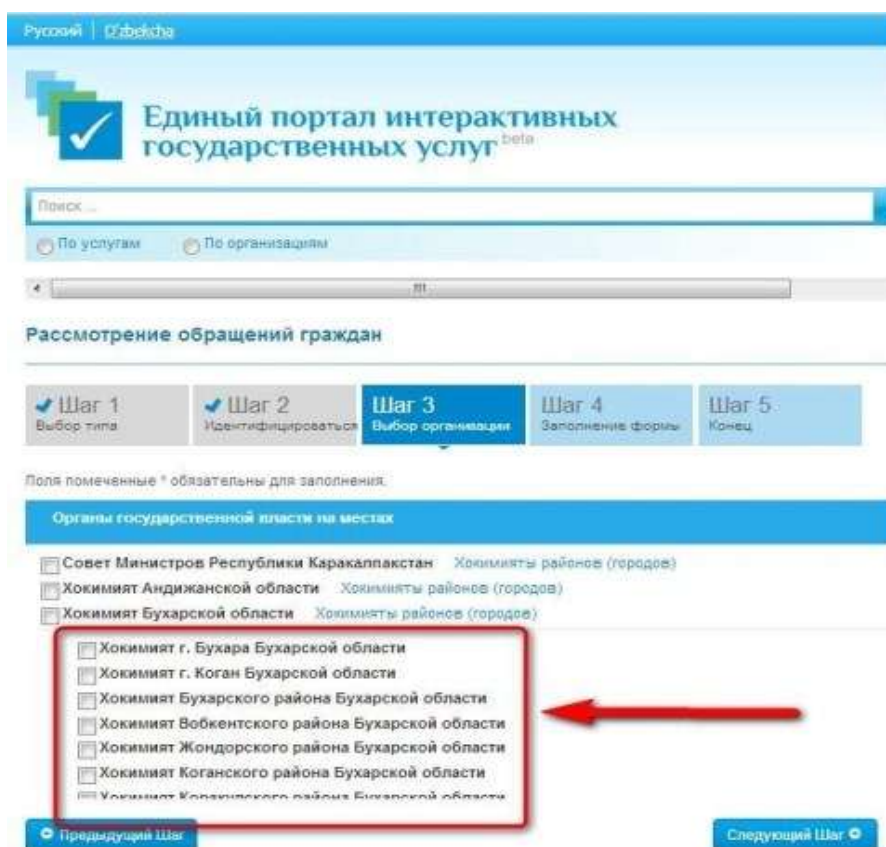 Русский | O'zbekcha
Единый портал интерактивных
государственных услуг beta
Поиск ...
По услугам По организациям
Рассмотрение обращений граждан
Шаг 1 Шаг 2 Шаг 3 Шаг 4 Шаг 5
Выбор типа Идентифицироваться Выбор организации Заполнение формы Конец
Поля помеченные * обязательны для заполнения.
Органы государственной власти на местах
Совет Министров Республики Каракалпакстан Хокимияты районов (городов)
Хокимият Андижанской области Хокимияты районов (городов)
Хокимият Бухарской области Хокимияты районов (городов)
Хокимият г. Бухара Бухарской области
Хокимият г. Коган Бухарской области
Хокимият Бухарского района Бухарской области
Хокимият Вобкентского района Бухарской области
Хокимият Жондорского района Бухарской области
Хокимият Коганского района Бухарской области
Хокимият Коракулского района Бухарской области
Предыдущий Шаг Следующий Шаг